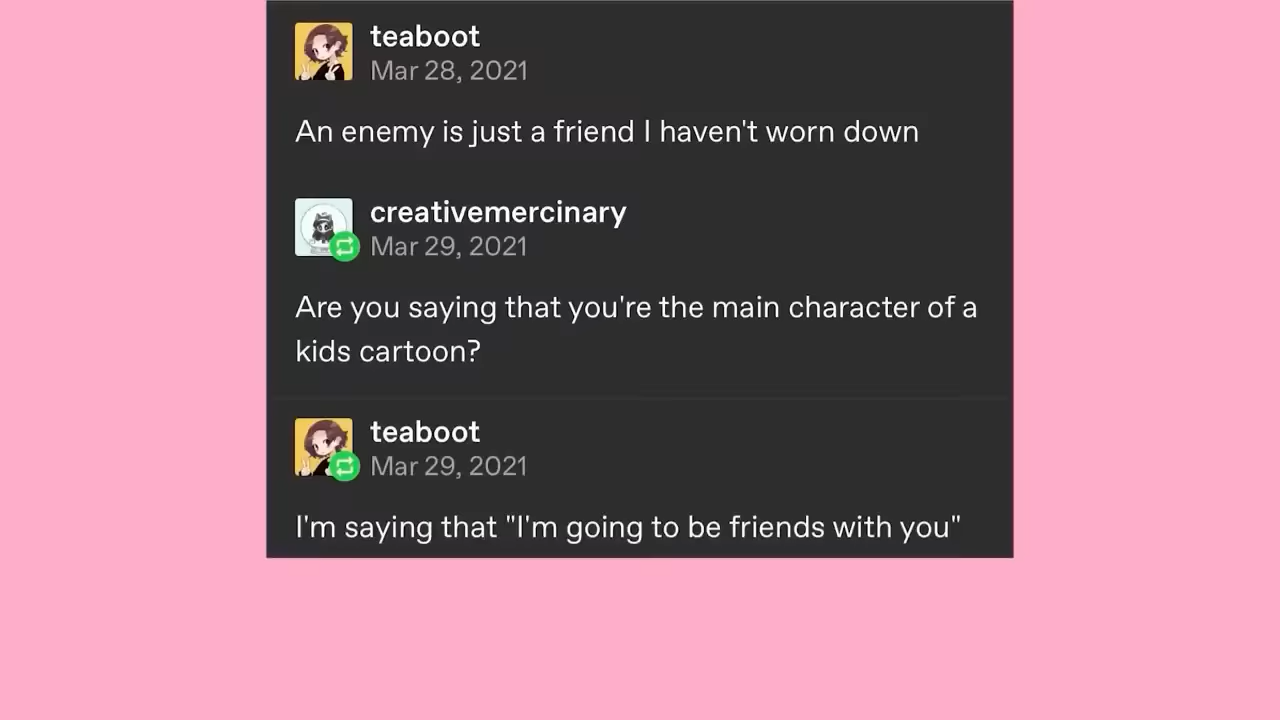 teaboot
Mar 28, 2021
An enemy is just a friend I haven't worn down
creativemercinary
Mar 29, 2021
Are you saying that you're the main character of a
kids cartoon?
teaboot
Mar 29, 2021
I'm saying that "I'm going to be friends with you"